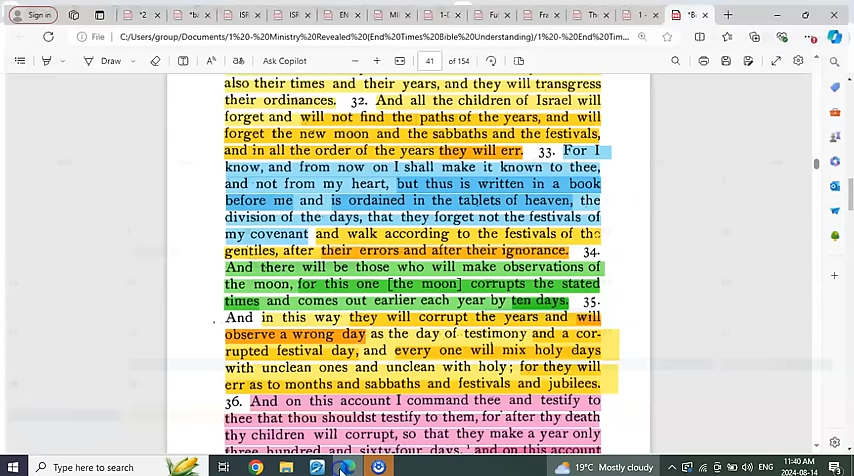 Sign in
*2
*ba
ISR
ISR
EN
Mil
1-D
Ful
Fra
The
1 -
*Be
File
C:/Users/group/Documents/1%20-%20Ministry%20Revealed%20(End%20Times%20Bible%20Understanding)/1%20-%20End%20Tim...
Draw
Ask Copilot
41
of 154
also their times and their years, and they will transgress
their ordinances. 32. And all the children of Israel will
forget and will not find the paths of the years, and will
forget the new moon and the sabbaths and the festivals,
and in all the order of the years they will err. 33. For I
know, and from now on I shall make it known to thee,
and not from my heart, but thus is written in a book
before me and is ordained in the tablets of heaven, the
division of the days, that they forget not the festivals of
my covenant and walk according to the festivals of the
gentiles, after their errors and after their ignorance. 34.
And there will be those who will make observations of
the moon, for this one [the moon] corrupts the stated
times and comes out earlier each year by ten days. 35.
And in this way they will corrupt the years and will
observe a wrong day as the day of testimony and a cor-
rupted festival day, and every one will mix holy days
with unclean ones and unclean with holy; for they will
err as to months and sabbaths and festivals and jubilees.
36. And on this account I command thee and testify to
thee that thou shouldst testify to them, for after thy death
thy children will corrupt, so that they make a year only
three hundred and sixty-four days, and on this account
Type here to search
19°C Mostly cloudy
ENG
11:40 AM
2024-08-14